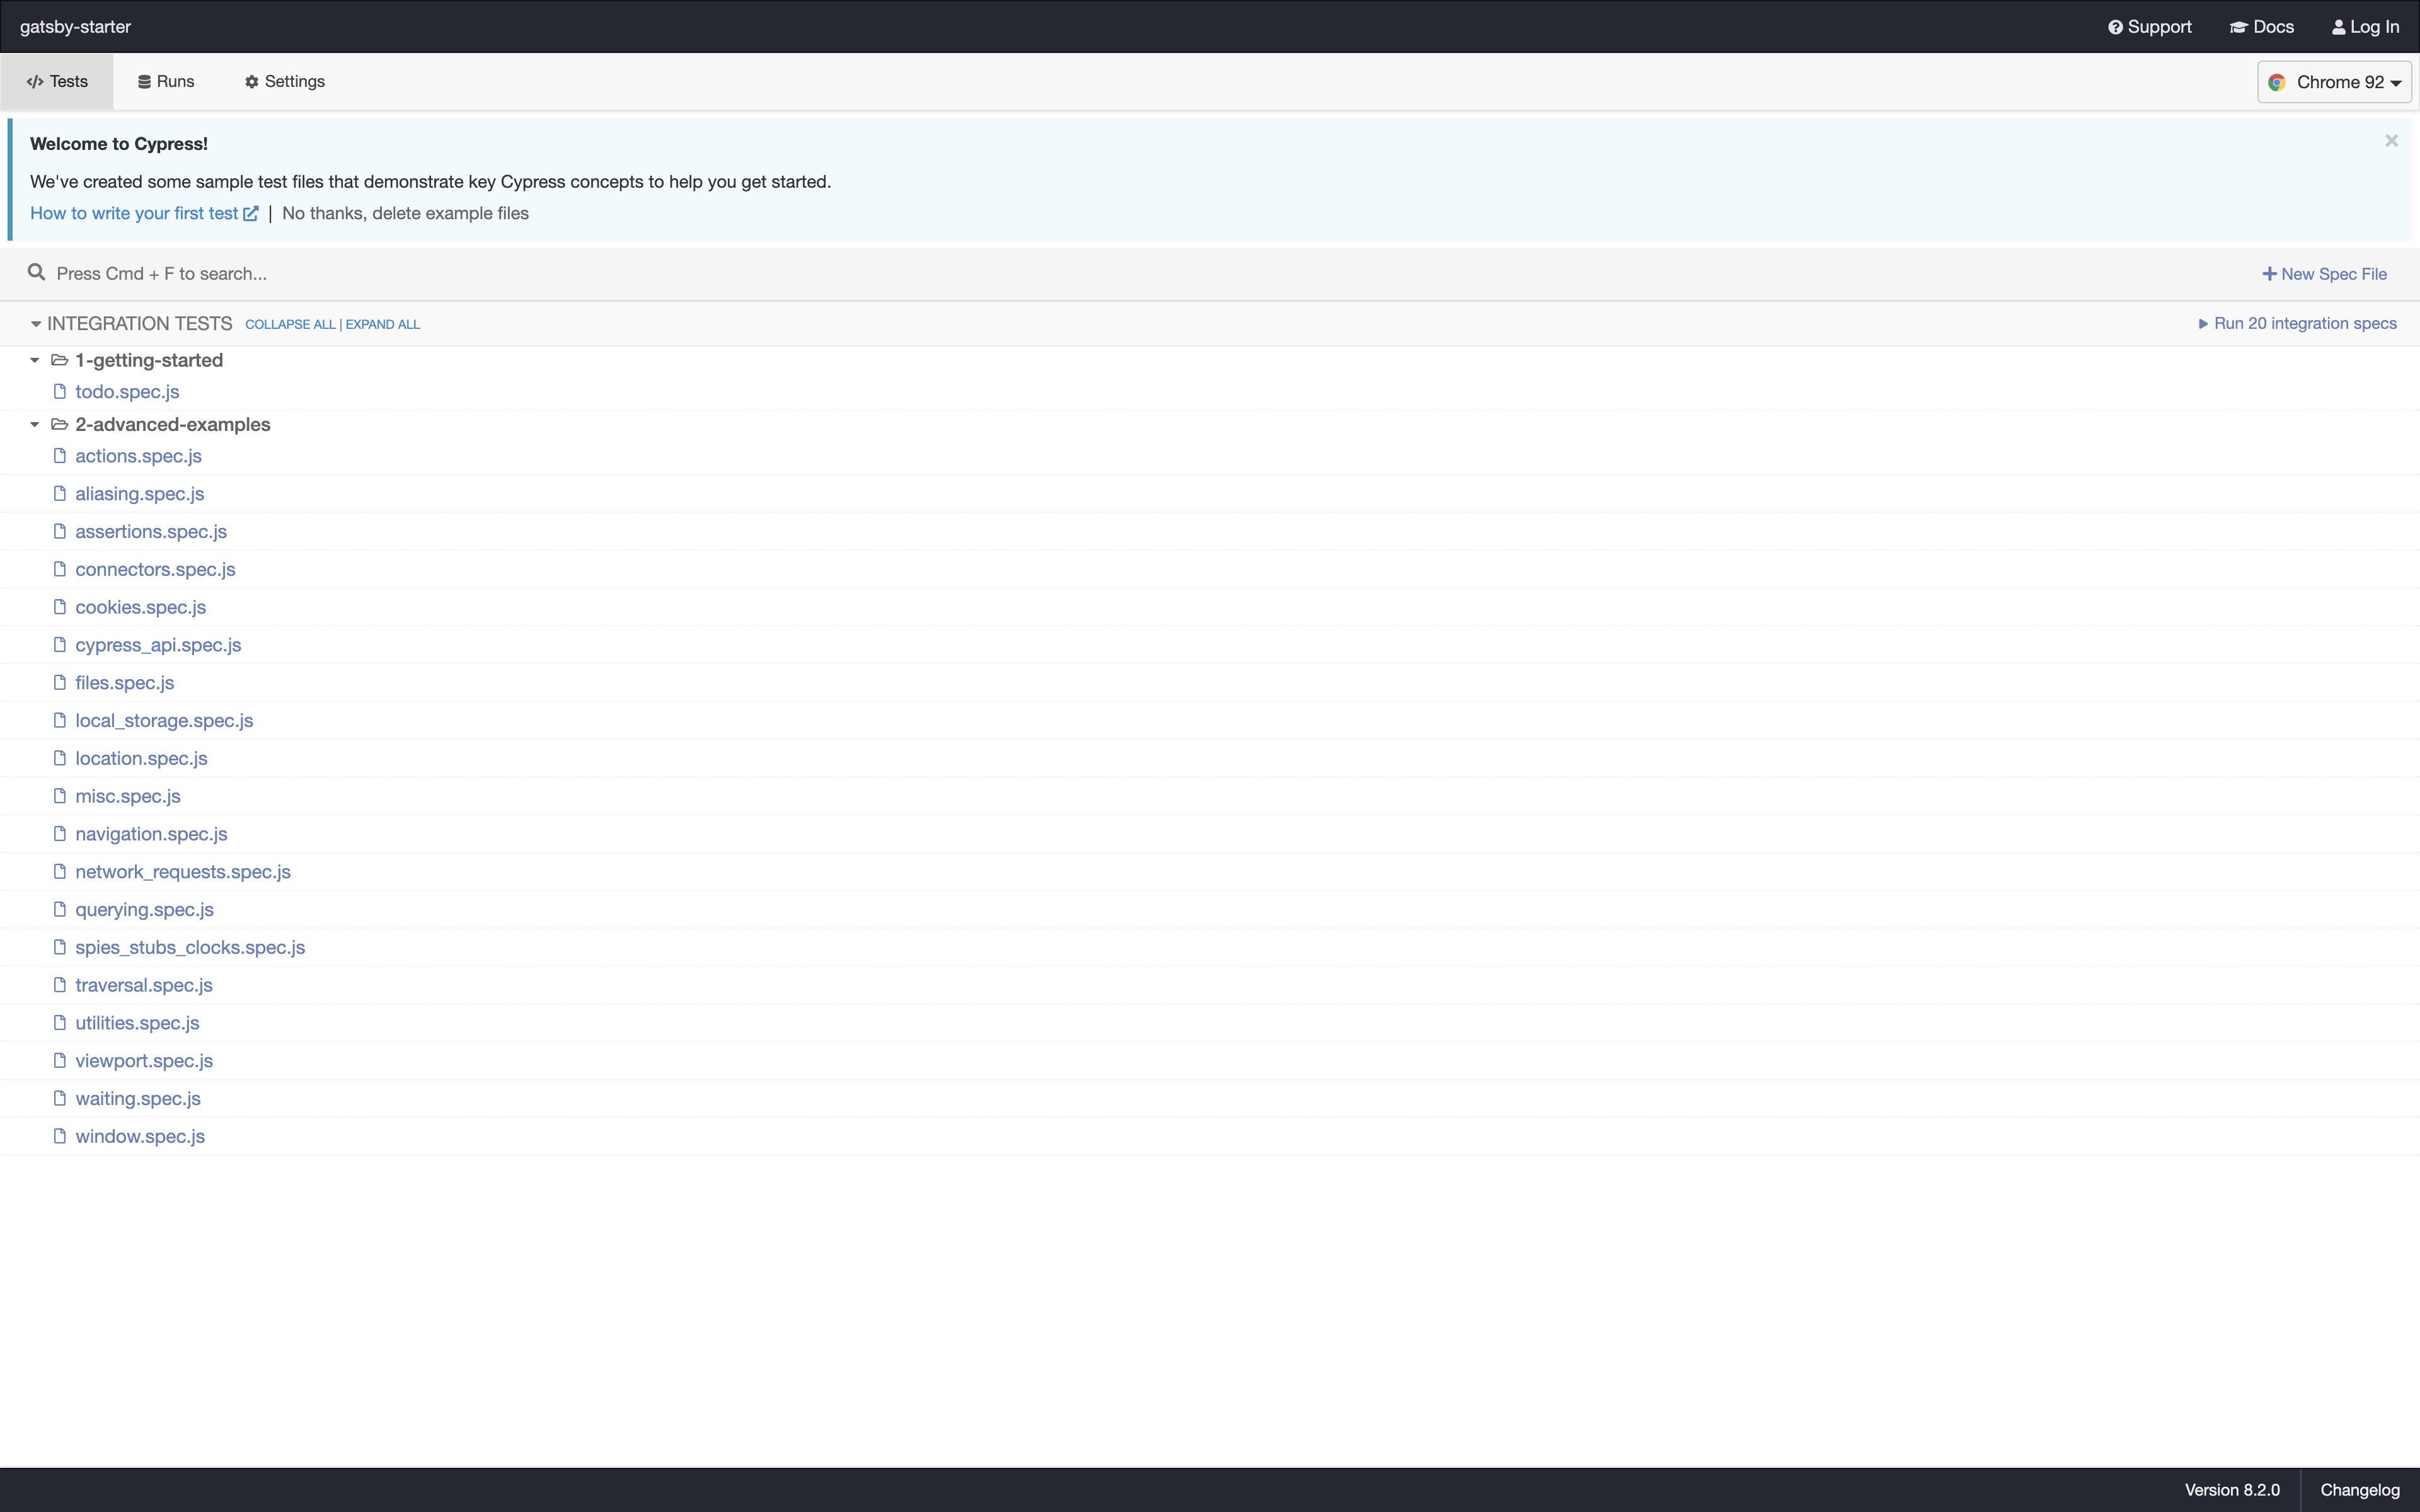 gatsby-starter Support Docs Log In
Tests Runs Settings Chrome 92
Welcome to Cypress!
We've created some sample test files that demonstrate key Cypress concepts to help you get started.
How to write your first test | No thanks, delete example files
Press Cmd + F to search... New Spec File
INTEGRATION TESTS COLLAPSE ALL | EXPAND ALL Run 20 integration specs
1-getting-started
todo.spec.js
2-advanced-examples
actions.spec.js
aliasing.spec.js
assertions.spec.js
connectors.spec.js
cookies.spec.js
cypress_api.spec.js
files.spec.js
local_storage.spec.js
location.spec.js
misc.spec.js
navigation.spec.js
network_requests.spec.js
querying.spec.js
spies_stubs_clocks.spec.js
traversal.spec.js
utilities.spec.js
viewport.spec.js
waiting.spec.js
window.spec.js
Version 8.2.0 Changelog